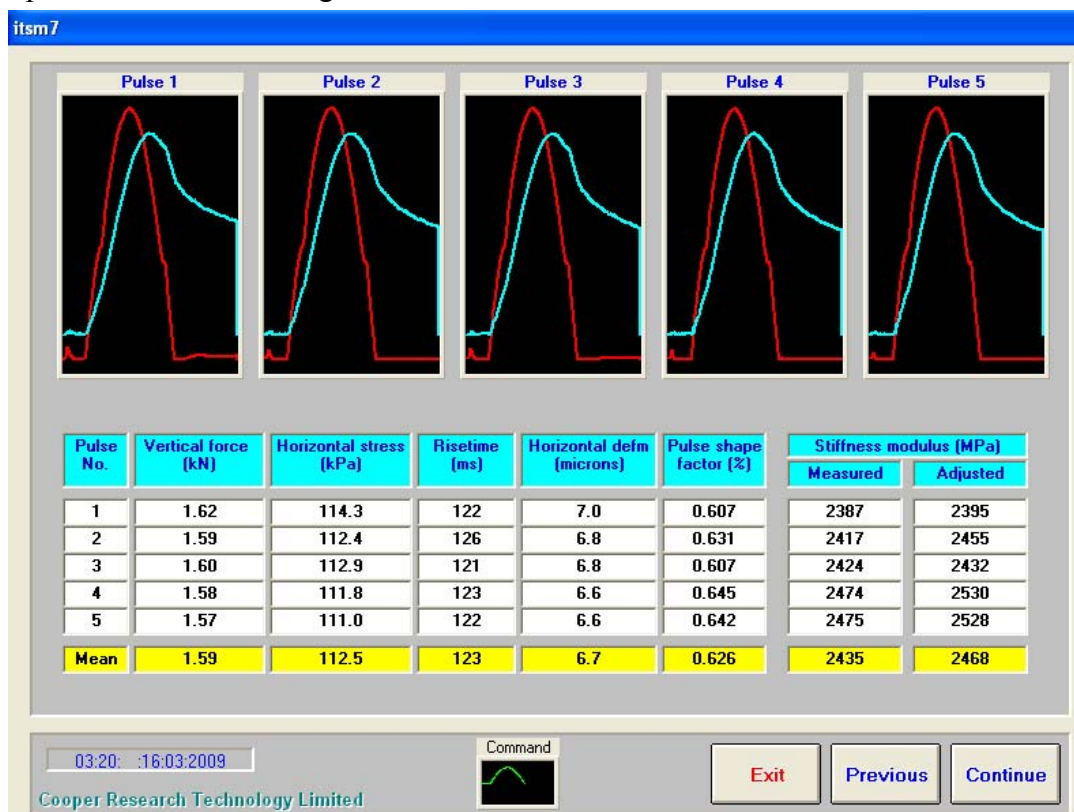 itsm7
Pulse 1 Pulse 2 Pulse 3 Pulse 4 Pulse 5
Pulse No. Vertical force (kN) Horizontal stress (kPa) Risetime (ms) Horizontal defm (microns) Pulse shape factor (%) Stiffness modulus (MPa)
Measured Adjusted
1 1.62 114.3 122 7.0 0.607 2387 2395
2 1.59 112.4 126 6.8 0.631 2417 2455
3 1.60 112.9 121 6.8 0.607 2424 2432
4 1.58 111.8 123 6.6 0.645 2474 2530
5 1.57 111.0 122 6.6 0.642 2475 2528
Mean 1.59 112.5 123 6.7 0.626 2435 2468
03:20: :16:03:2009
Command
Exit Previous Continue
Cooper Research Technology Limited